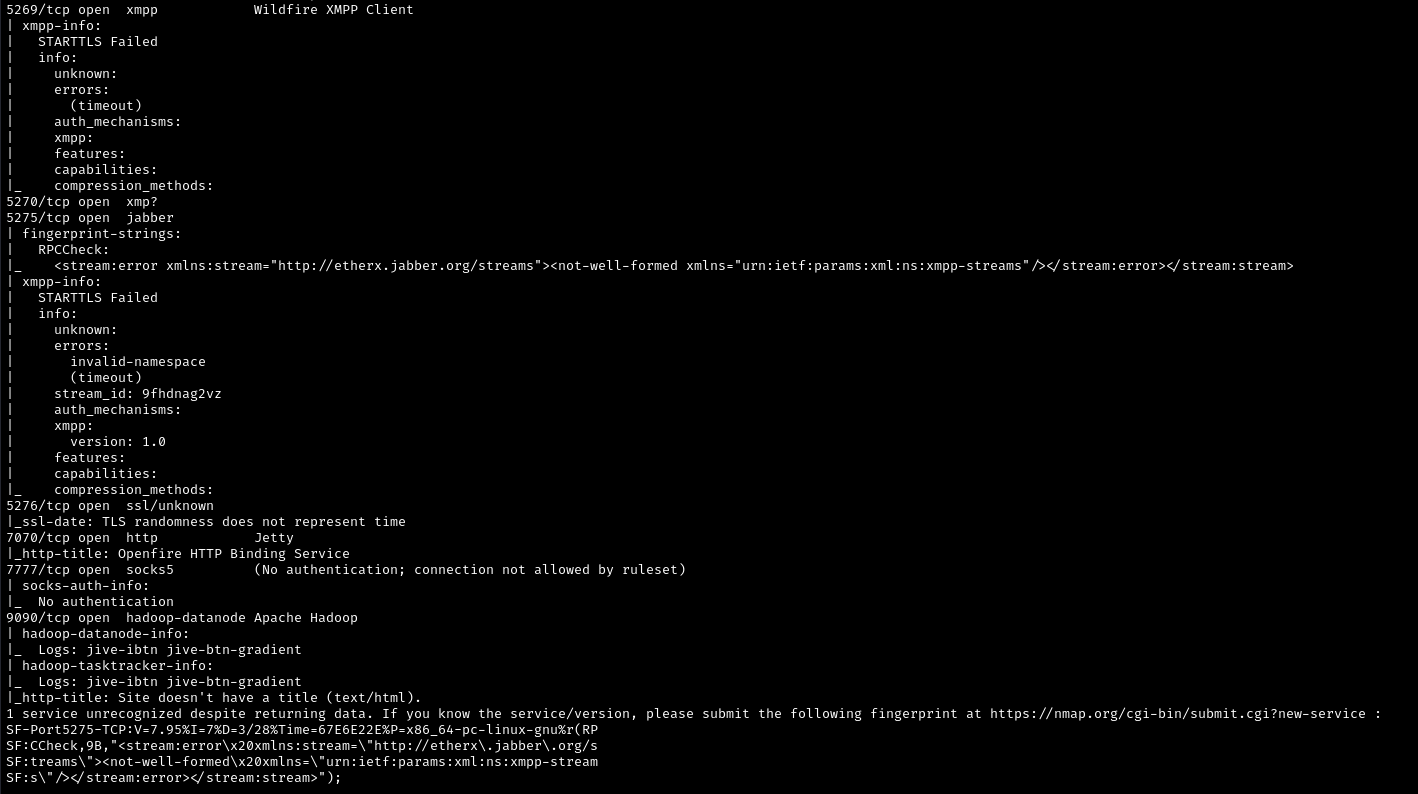 5269/tcp open  xmpp            Wildfire XMPP Client
| xmpp-info:
|   STARTTLS Failed
|   info:
|     unknown:
|     errors:
|       (timeout)
|     auth_mechanisms:
|     xmpp:
|     features:
|     capabilities:
|_    compression_methods:
5270/tcp open  xmp?
5275/tcp open  jabber
| fingerprint-strings:
|   RPCCheck:
|_    <stream:error xmlns:stream="http://etherx.jabber.org/streams"><not-well-formed xmlns="urn:ietf:params:xml:ns:xmpp-streams"/></stream:error></stream:stream>
| xmpp-info:
|   STARTTLS Failed
|   info:
|     unknown:
|     errors:
|       invalid-namespace
|       (timeout)
|     stream_id: 9fhdnag2vz
|     auth_mechanisms:
|     xmpp:
|       version: 1.0
|     features:
|     capabilities:
|_    compression_methods:
5276/tcp open  ssl/unknown
|_ssl-date: TLS randomness does not represent time
7070/tcp open  http            Jetty
|_http-title: Openfire HTTP Binding Service
7777/tcp open  socks5          (No authentication; connection not allowed by ruleset)
| socks-auth-info:
|_  No authentication
9090/tcp open  hadoop-datanode Apache Hadoop
| hadoop-datanode-info:
|_  Logs: jive-ibtn jive-btn-gradient
| hadoop-tasktracker-info:
|_  Logs: jive-ibtn jive-btn-gradient
|_http-title: Site doesn't have a title (text/html).
1 service unrecognized despite returning data. If you know the service/version, please submit the following fingerprint at https://nmap.org/cgi-bin/submit.cgi?new-service :
SF-Port5275-TCP:V=7.95%I=7%D=3/28%Time=67E6E22E%P=x86_64-pc-linux-gnu%r(RP
SF:CCheck,9B,"<stream:error\x20xmlns:stream=\"http://etherx\.jabber\.org/s
SF:treams\"><not-well-formed\x20xmlns=\"urn:ietf:params:xml:ns:xmpp-stream
SF:s\"/></stream:error></stream:stream>");